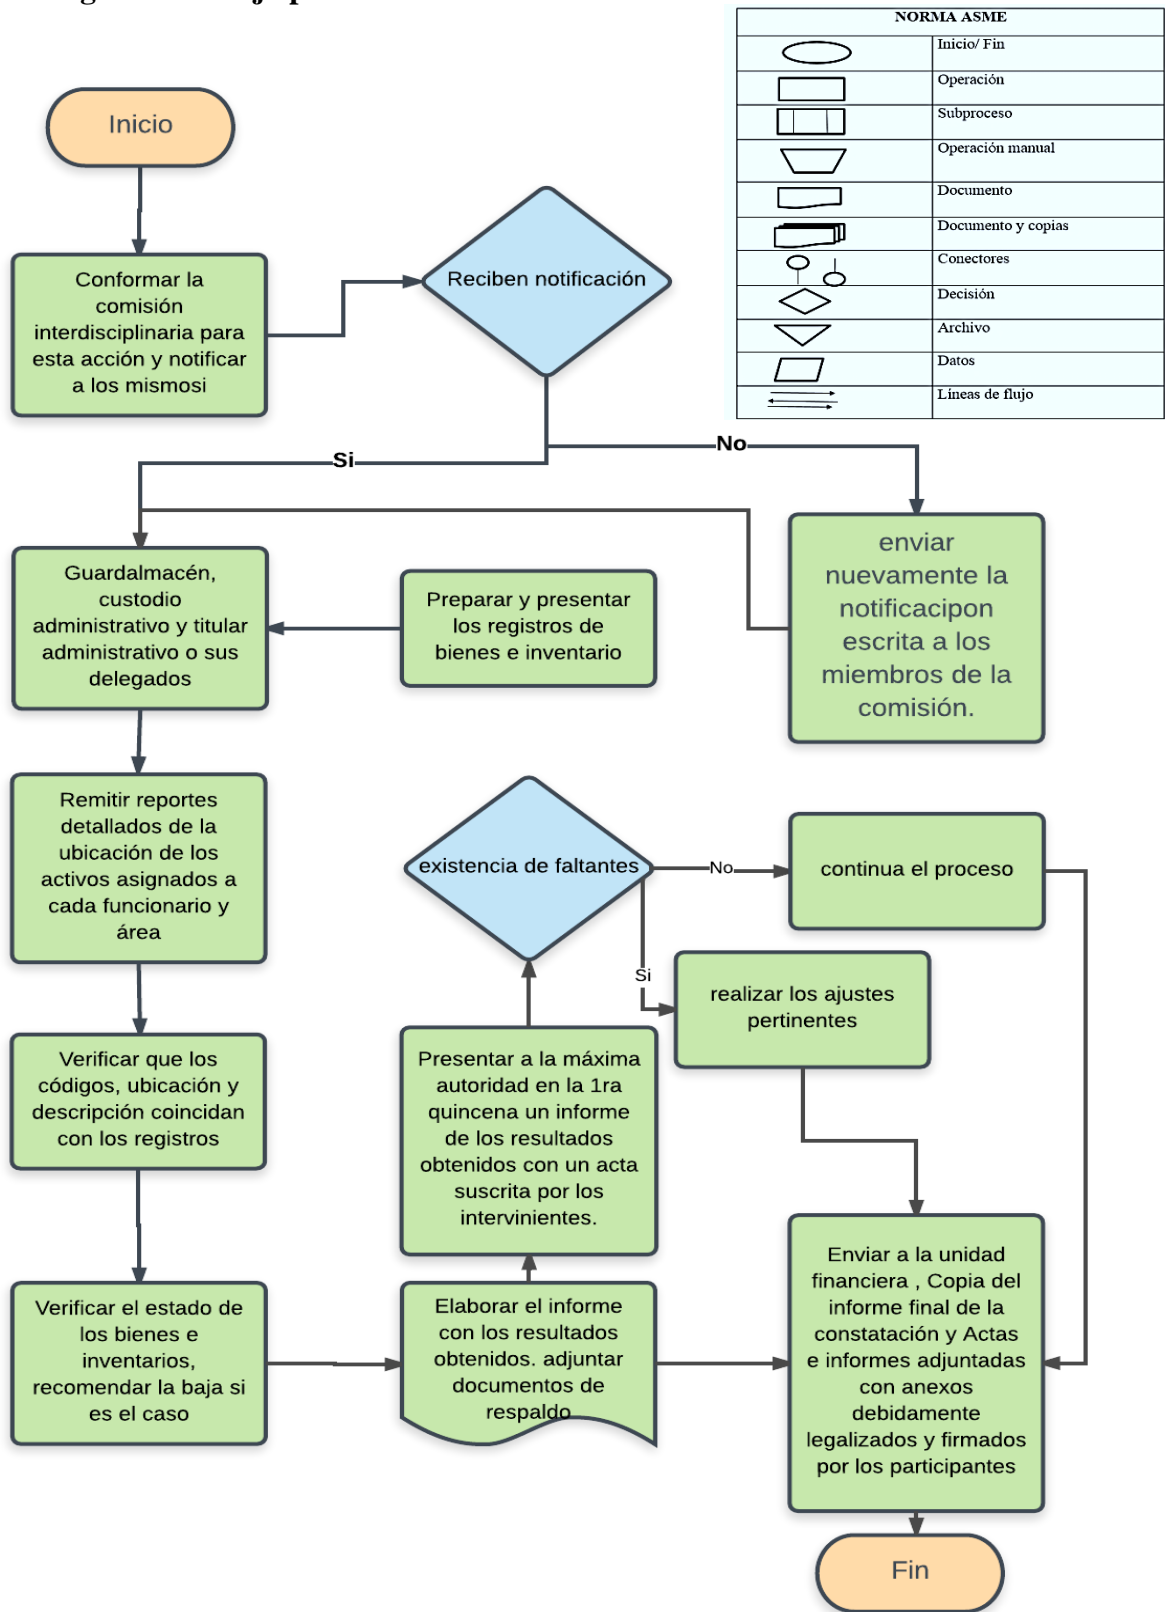 NORMA ASME
Inicio/ Fin
Operación
Subproceso
Operación manual
Documento
Documento y copias
Conectores
Decisión
Archivo
Datos
Líneas de flujo
Inicio
Conformar la
comisión
interdisciplinaria para
esta acción y notificar
a los mismosi
Reciben notificación
Si
No
enviar
nuevamente la
notificacipon
escrita a los
miembros de la
comisión.
Guardalmacén,
custodio
administrativo y titular
administrativo o sus
delegados
Preparar y presentar
los registros de
bienes e inventario
Remitir reportes
detallados de la
ubicación de los
activos asignados a
cada funcionario y
área
Verificar que los
códigos, ubicación y
descripción coincidan
con los registros
Verificar el estado de
los bienes e
inventarios,
recomendar la baja si
es el caso
Elaborar el informe
con los resultados
obtenidos. adjuntar
documentos de
respaldo
Presentar a la máxima
autoridad en la 1ra
quincena un informe
de los resultados
obtenidos con un acta
suscrita por los
intervinientes.
existencia de faltantes
No
continua el proceso
Si
realizar los ajustes
pertinentes
Enviar a la unidad
financiera , Copia del
informe final de la
constatación y Actas
e informes adjuntadas
con anexos
debidamente
legalizados y firmados
por los participantes
Fin